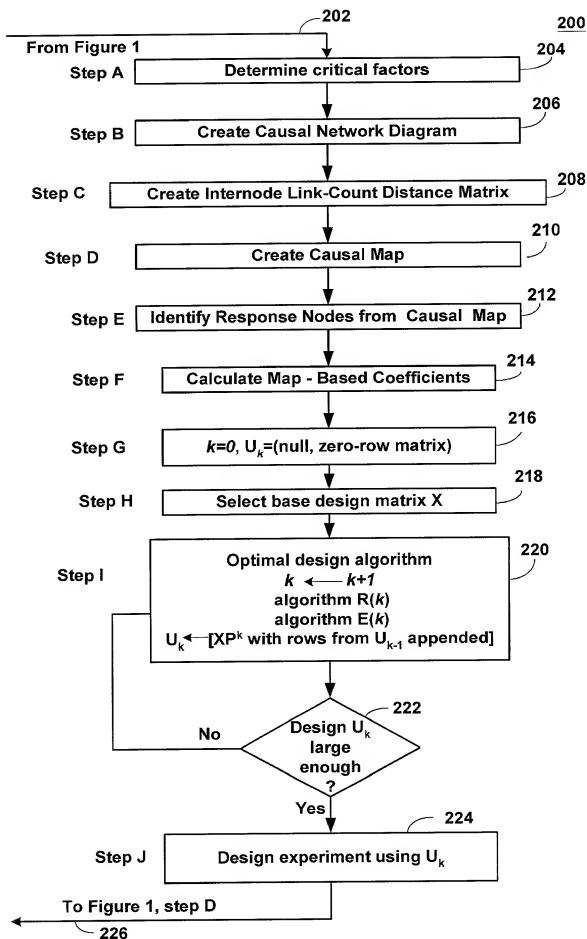 202
200
From Figure 1
204
Step A
Determine critical factors
206
Step B
Create Causal Network Diagram
208
Step C
Create Internode Link-Count Distance Matrix
210
Step D
Create Causal Map
212
Step E
Identify Response Nodes from Causal Map
214
Step F
Calculate Map - Based Coefficients
216
Step G
k=0, Uk=(null, zero-row matrix)
218
Step H
Select base design matrix X
220
Step I
Optimal design algorithm
k ← k+1
algorithm R(k)
algorithm E(k)
Uk←[XP^k with rows from Uk-1 appended]
222
No
Design Uk
large
enough
?
Yes
224
Step J
Design experiment using Uk
To Figure 1, step D
226